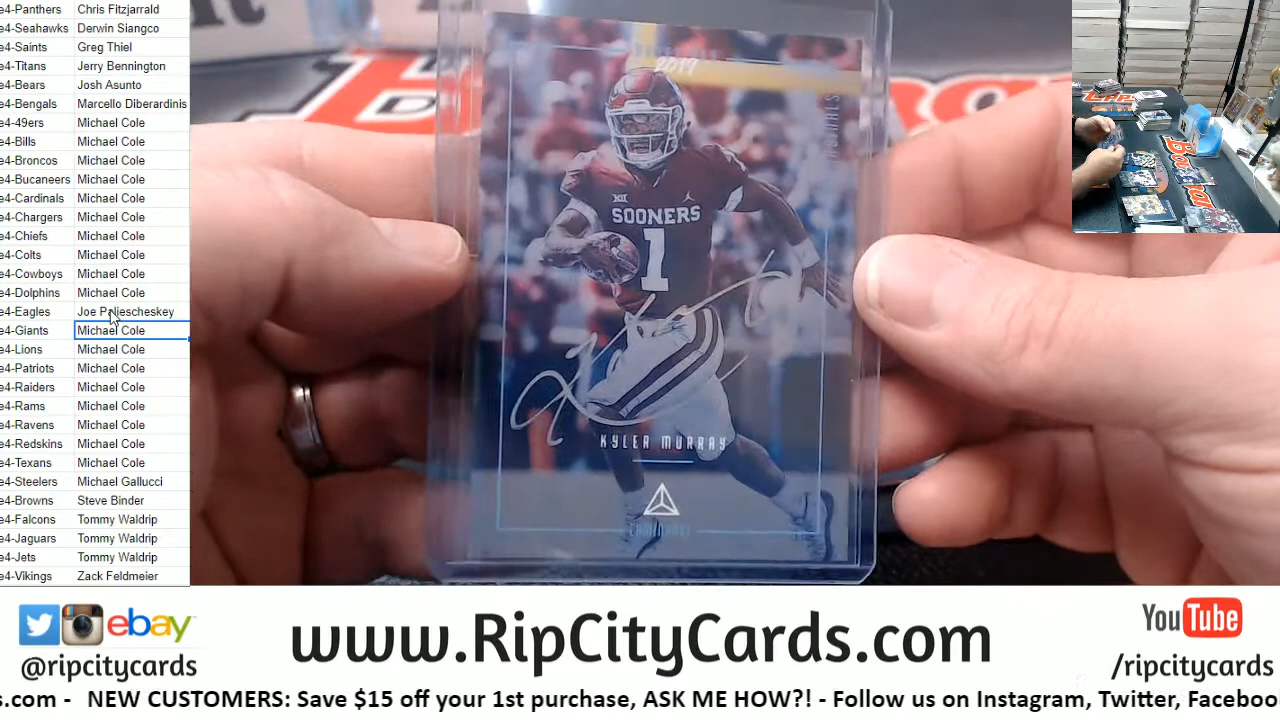 e4-Panthers Chris Fitzjarrald
e4-Seahawks Derwin Siangco
e4-Saints Greg Thiel
e4-Titans Jerry Bennington
e4-Bears Josh Asunto
e4-Bengals Marcello Diberardinis
e4-49ers Michael Cole
e4-Bills Michael Cole
e4-Broncos Michael Cole
e4-Bucaneers Michael Cole
e4-Cardinals Michael Cole
e4-Chargers Michael Cole
e4-Chiefs Michael Cole
e4-Colts Michael Cole
e4-Cowboys Michael Cole
e4-Dolphins Michael Cole
e4-Eagles Joe
e4-Giants Michael Cole
e4-Lions Michael Cole
e4-Patriots Michael Cole
e4-Raiders Michael Cole
e4-Rams Michael Cole
e4-Ravens Michael Cole
e4-Redskins Michael Cole
e4-Texans Michael Cole
e4-Steelers Michael Gallucci
e4-Browns Steve Binder
e4-Falcons Tommy Waldrip
e4-Jaguars Tommy Waldrip
e4-Jets Tommy Waldrip
e4-Vikings Zack Feldmeier
XII
SOONERS
1
KYLER MURRAY
LUMINANCE
ebay
@ripcitycards
www.RipCityCards.com
YouTube
/ripcitycards
s.com - NEW CUSTOMERS: Save $15 off your 1st purchase, ASK ME HOW?! - Follow us on Instagram, Twitter, Faceboo